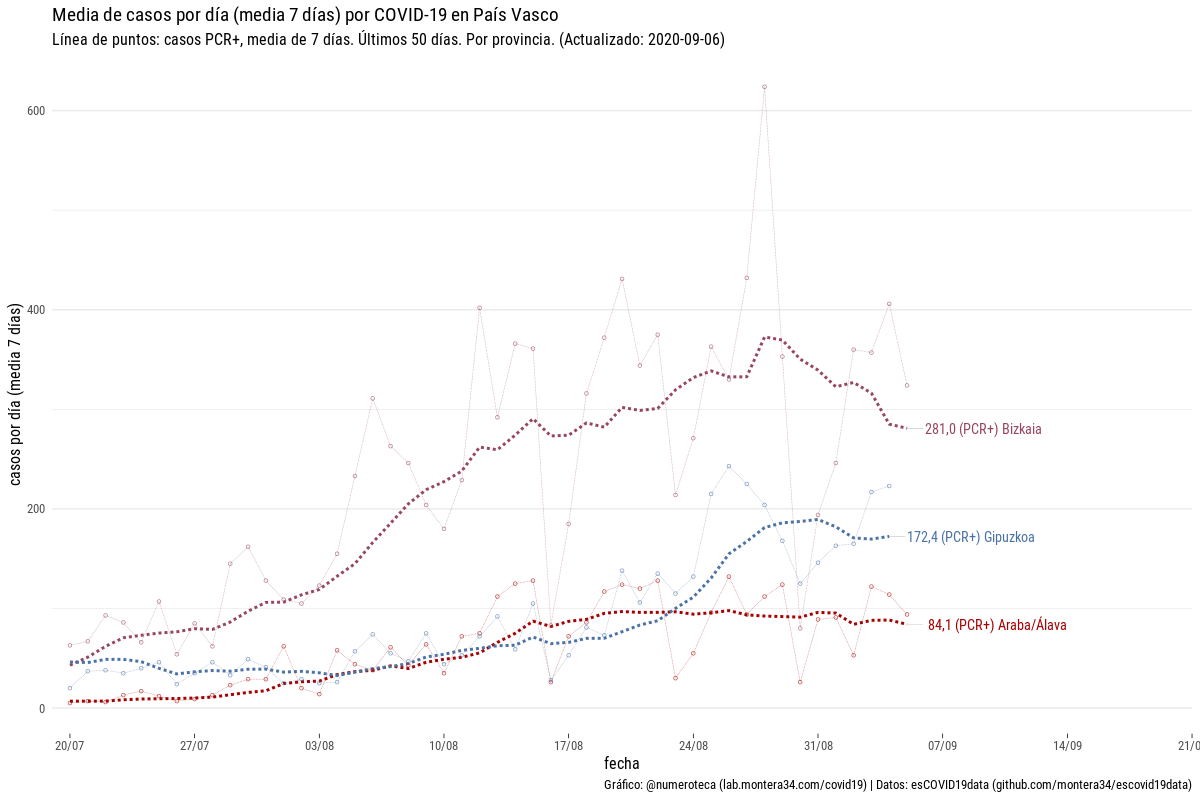 Media de casos por día (media 7 días) por COVID-19 en País Vasco
Línea de puntos: casos PCR+, media de 7 días. Últimos 50 días. Por provincia. (Actualizado: 2020-09-06)
casos por día (media 7 días)
600
400
200
0
281,0 (PCR+) Bizkaia
172,4 (PCR+) Gipuzkoa
84,1 (PCR+) Araba/Álava
20/07 27/07 03/08 10/08 17/08 24/08 31/08 07/09 14/09 21/0
fecha
Gráfico: @numeroteca (lab.montera34.com/covid19) | Datos: esCOVID19data (github.com/montera34/escovid19data)